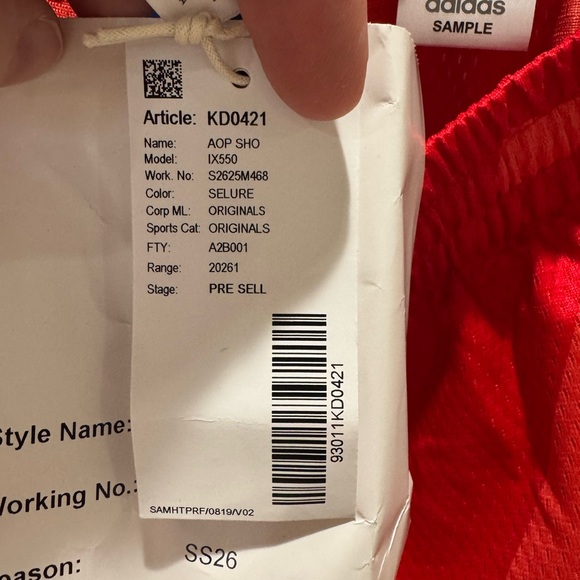 adidas
SAMPLE
Article: KD0421
Name: AOP SHO
Model: IX550
Work. No: S2625M468
Color: SELURE
Corp ML: ORIGINALS
Sports Cat: ORIGINALS
FTY: A2B001
Range: 20261
Stage: PRE SELL
93011KD0421
SAMHTPRF/0819/V02
Style Name:
Working No.:
eason:
SS26